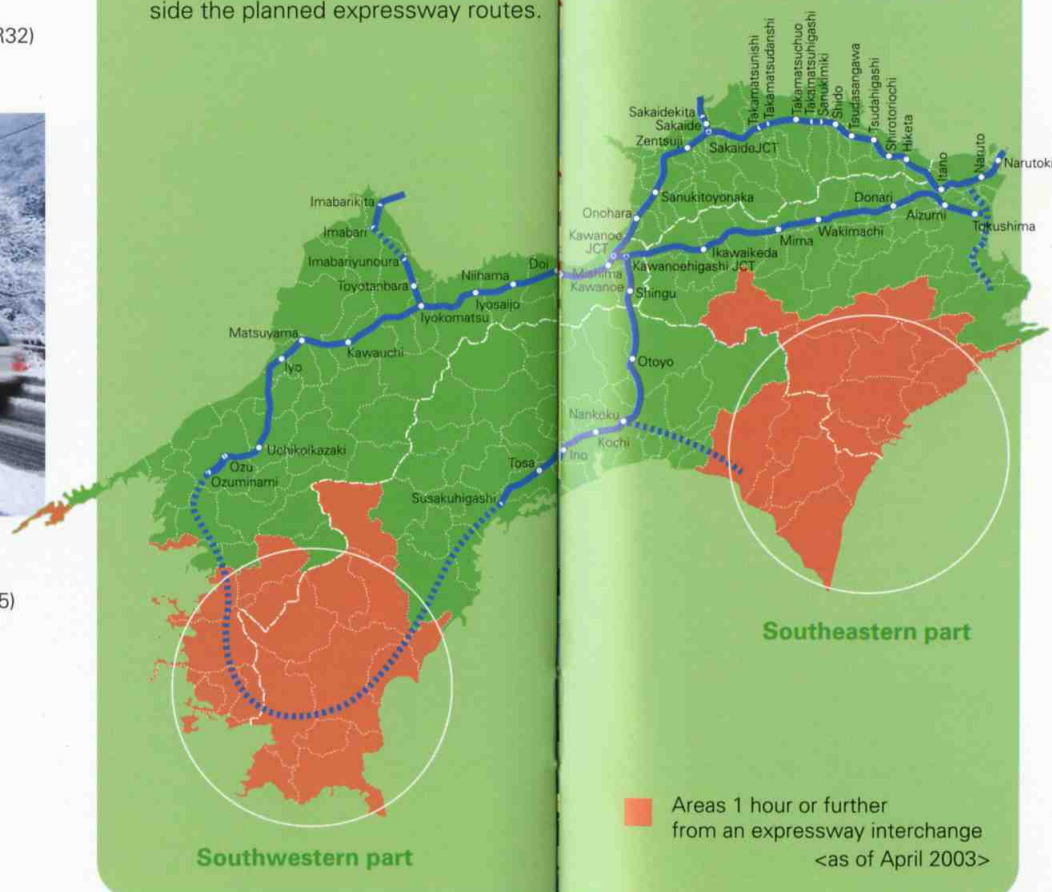 side the planned expressway routes.
R32)
5)
Takamatsunishi
Takamatsudanshi
Takamatsuchuo
Takamatsuhigashi
Sanukimiki
Shido
Tsudasangawa
Tsudahigashi
Shirotoriochi
Hiketa
Itano
Naruto
Narutoki
Sakaidekita
Sakaide
Zentsuji
SakaideJCT
Sanukitoyonaka
Onohara
Kawanoe
JCT
Mishima
Kawanoe
Kawanoehigashi JCT
Ikawaikeda
Mima
Wakimachi
Donari
Aizumi
Tokushima
Shingu
Otoyo
Nankoku
Kochi
Ino
Tosa
Susakuhigashi
Imabarikita
Imabari
Imabariyunoura
Toyotanbara
Niihama
Doi
Iyosaijo
Iyokomatsu
Matsuyama
Kawauchi
Iyo
Uchikoikazaki
Ozu
Ozuminami
Southeastern part
Southwestern part
Areas 1 hour or further
from an expressway interchange
<as of April 2003>